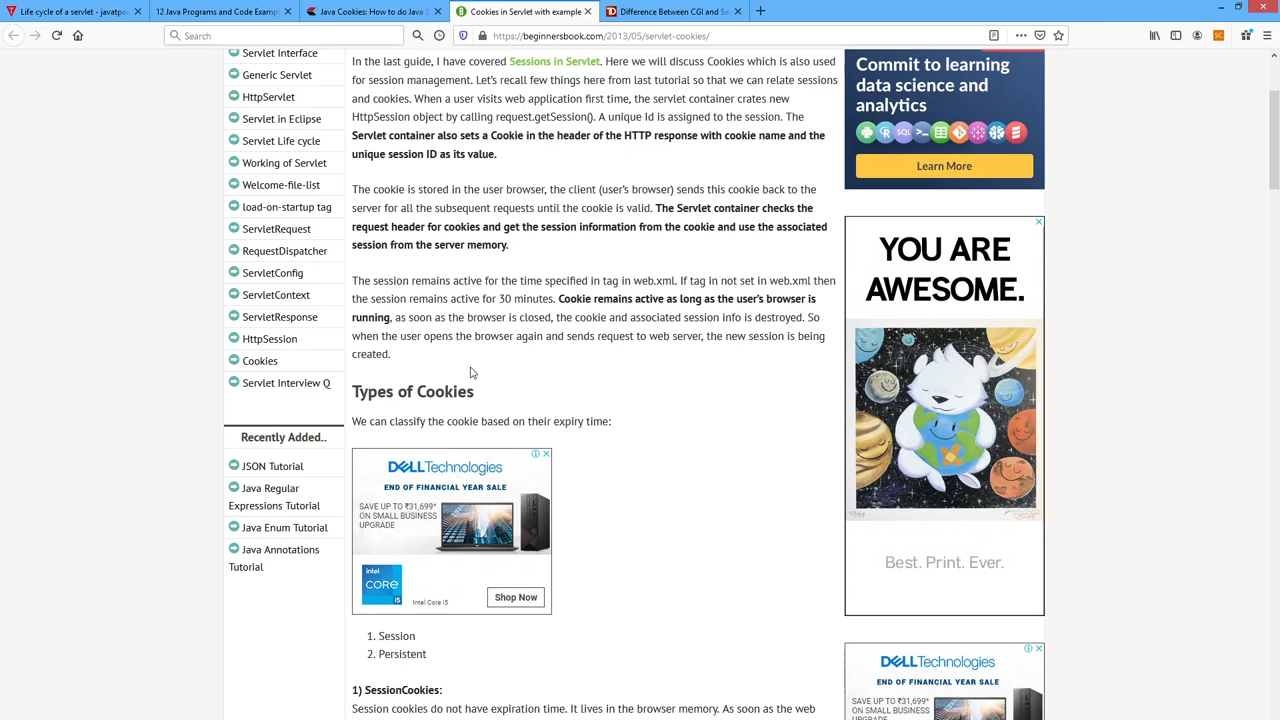 Life cycle of a servlet - javatpo
12 Java Programs and Code Exampl
Java Cookies: How to do Java S
Cookies in Servlet with example
Difference Between CGI and Se
Search
https://beginnersbook.com/2013/05/servlet-cookies/
Servlet Interface
Generic Servlet
HttpServlet
Servlet in Eclipse
Servlet Life cycle
Working of Servlet
Welcome-file-list
load-on-startup tag
ServletRequest
RequestDispatcher
ServletConfig
ServletContext
ServletResponse
HttpSession
Cookies
Servlet Interview Q
Recently Added..
JSON Tutorial
Java Regular
Expressions Tutorial
Java Enum Tutorial
Java Annotations
Tutorial
In the last guide, I have covered Sessions in Servlet. Here we will discuss Cookies which is also used
for session management. Let's recall few things here from last tutorial so that we can relate sessions
and cookies. When a user visits web application first time, the servlet container crates new
HttpSession object by calling request.getSession(). A unique Id is assigned to the session. The
Servlet container also sets a Cookie in the header of the HTTP response with cookie name and the
unique session ID as its value.
The cookie is stored in the user browser, the client (user's browser) sends this cookie back to the
server for all the subsequent requests until the cookie is valid. The Servlet container checks the
request header for cookies and get the session information from the cookie and use the associated
session from the server memory.
The session remains active for the time specified in tag in web.xml. If tag in not set in web.xml then
the session remains active for 30 minutes. Cookie remains active as long as the user's browser is
running, as soon as the browser is closed, the cookie and associated session info is destroyed. So
when the user opens the browser again and sends request to web server, the new session is being
created.
Types of Cookies
We can classify the cookie based on their expiry time:
DELLTechnologies
END OF FINANCIAL YEAR SALE
SAVE UP TO ₹31,699*
ON SMALL BUSINESS
UPGRADE
intel
CORE
i5
Intel Core i5
Shop Now
1. Session
2. Persistent
1) SessionCookies:
Session cookies do not have expiration time. It lives in the browser memory. As soon as the web
Commit to learning
data science and
analytics
R
SQL
Learn More
YOU ARE
AWESOME.
Best. Print. Ever.
DELLTechnologies
END OF FINANCIAL YEAR SALE
SAVE UP TO ₹31,699*
ON SMALL BUSINESS